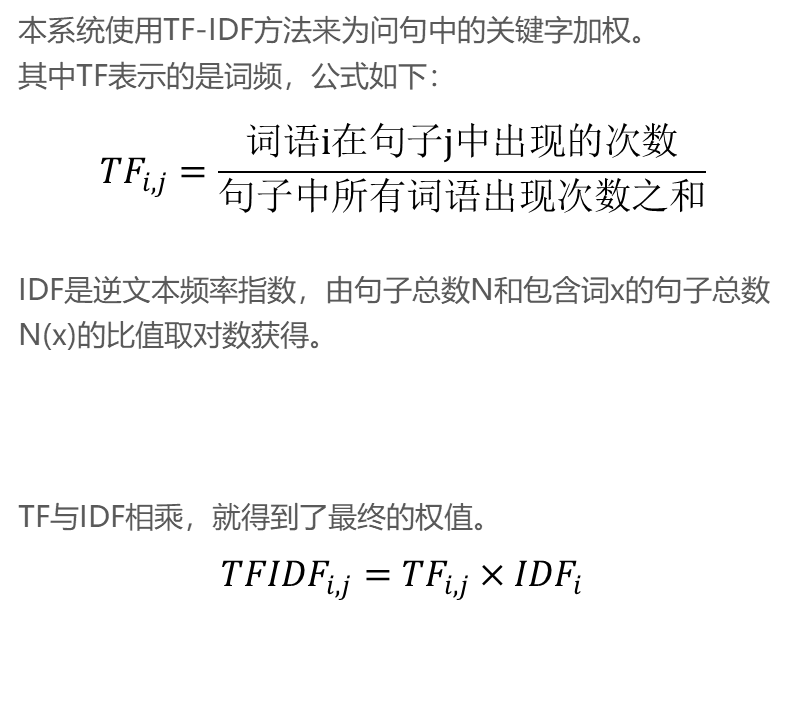 本系统使用TF-IDF方法来为问句中的关键字加权。
其中TF表示的是词频，公式如下：
TF_{i,j} = \frac{词语i在句子j中出现的次数}{句子中所有词语出现次数之和}
IDF是逆文本频率指数，由句子总数N和包含词x的句子总数
N(x)的比值取对数获得。
TF与IDF相乘，就得到了最终的权值。
TFIDF_{i,j} = TF_{i,j} × IDF_i